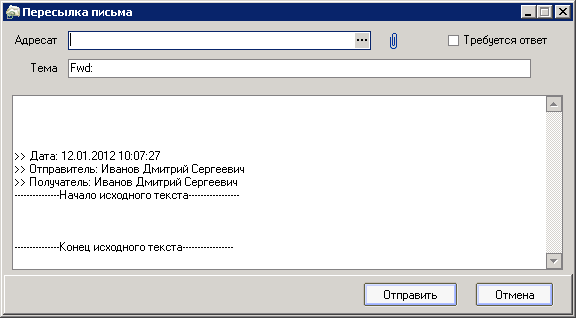 Пересылка письма
Адресат ... Требуется ответ
Тема Fwd:
>> Дата: 12.01.2012 10:07:27
>> Отправитель: Иванов Дмитрий Сергеевич
>> Получатель: Иванов Дмитрий Сергеевич
--------------Начало исходного текста----------------
--------------Конец исходного текста----------------
Отправить Отмена